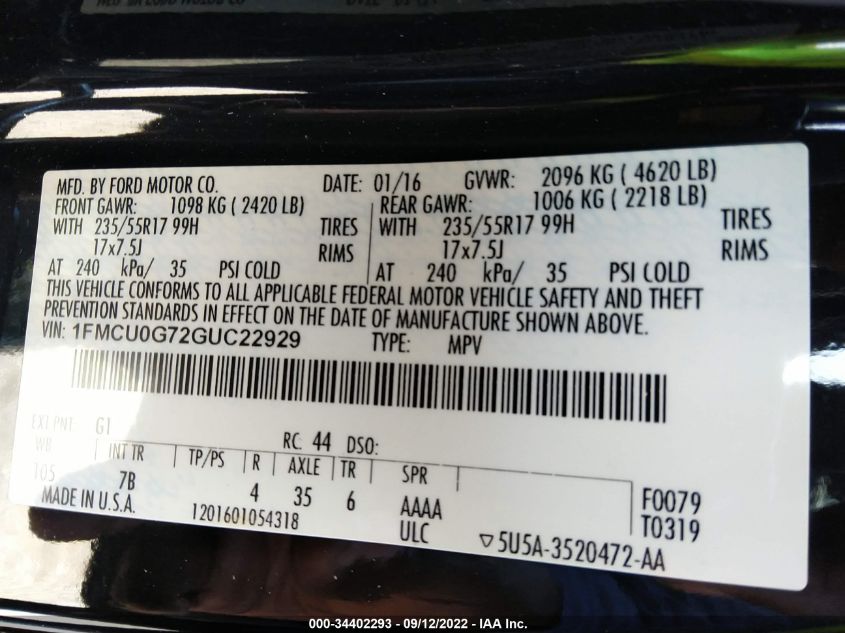 MFD. BY FORD MOTOR CO. DATE: 01/16 GVWR: 2096 KG ( 4620 LB)
FRONT GAWR: 1098 KG ( 2420 LB) REAR GAWR: 1006 KG ( 2218 LB)
WITH 235/55R17 99H TIRES WITH 235/55R17 99H TIRES
17x7.5J RIMS 17x7.5J RIMS
AT 240 kPa/ 35 PSI COLD AT 240 kPa/ 35 PSI COLD
THIS VEHICLE CONFORMS TO ALL APPLICABLE FEDERAL MOTOR VEHICLE SAFETY AND THEFT
PREVENTION STANDARDS IN EFFECT ON THE DATE OF MANUFACTURE SHOWN ABOVE.
VIN: 1FMCU0G72GUC22929 TYPE: MPV
EXT PNT: G1 RC: 44 DSO:
WB INT TR TP/PS R AXLE TR SPR
105 7B 4 35 6 AAAA F0079
MADE IN U.S.A. 1201601054318 ULC T0319
▽5U5A-3520472-AA
000-34402293 - 09/12/2022 - IAA Inc.